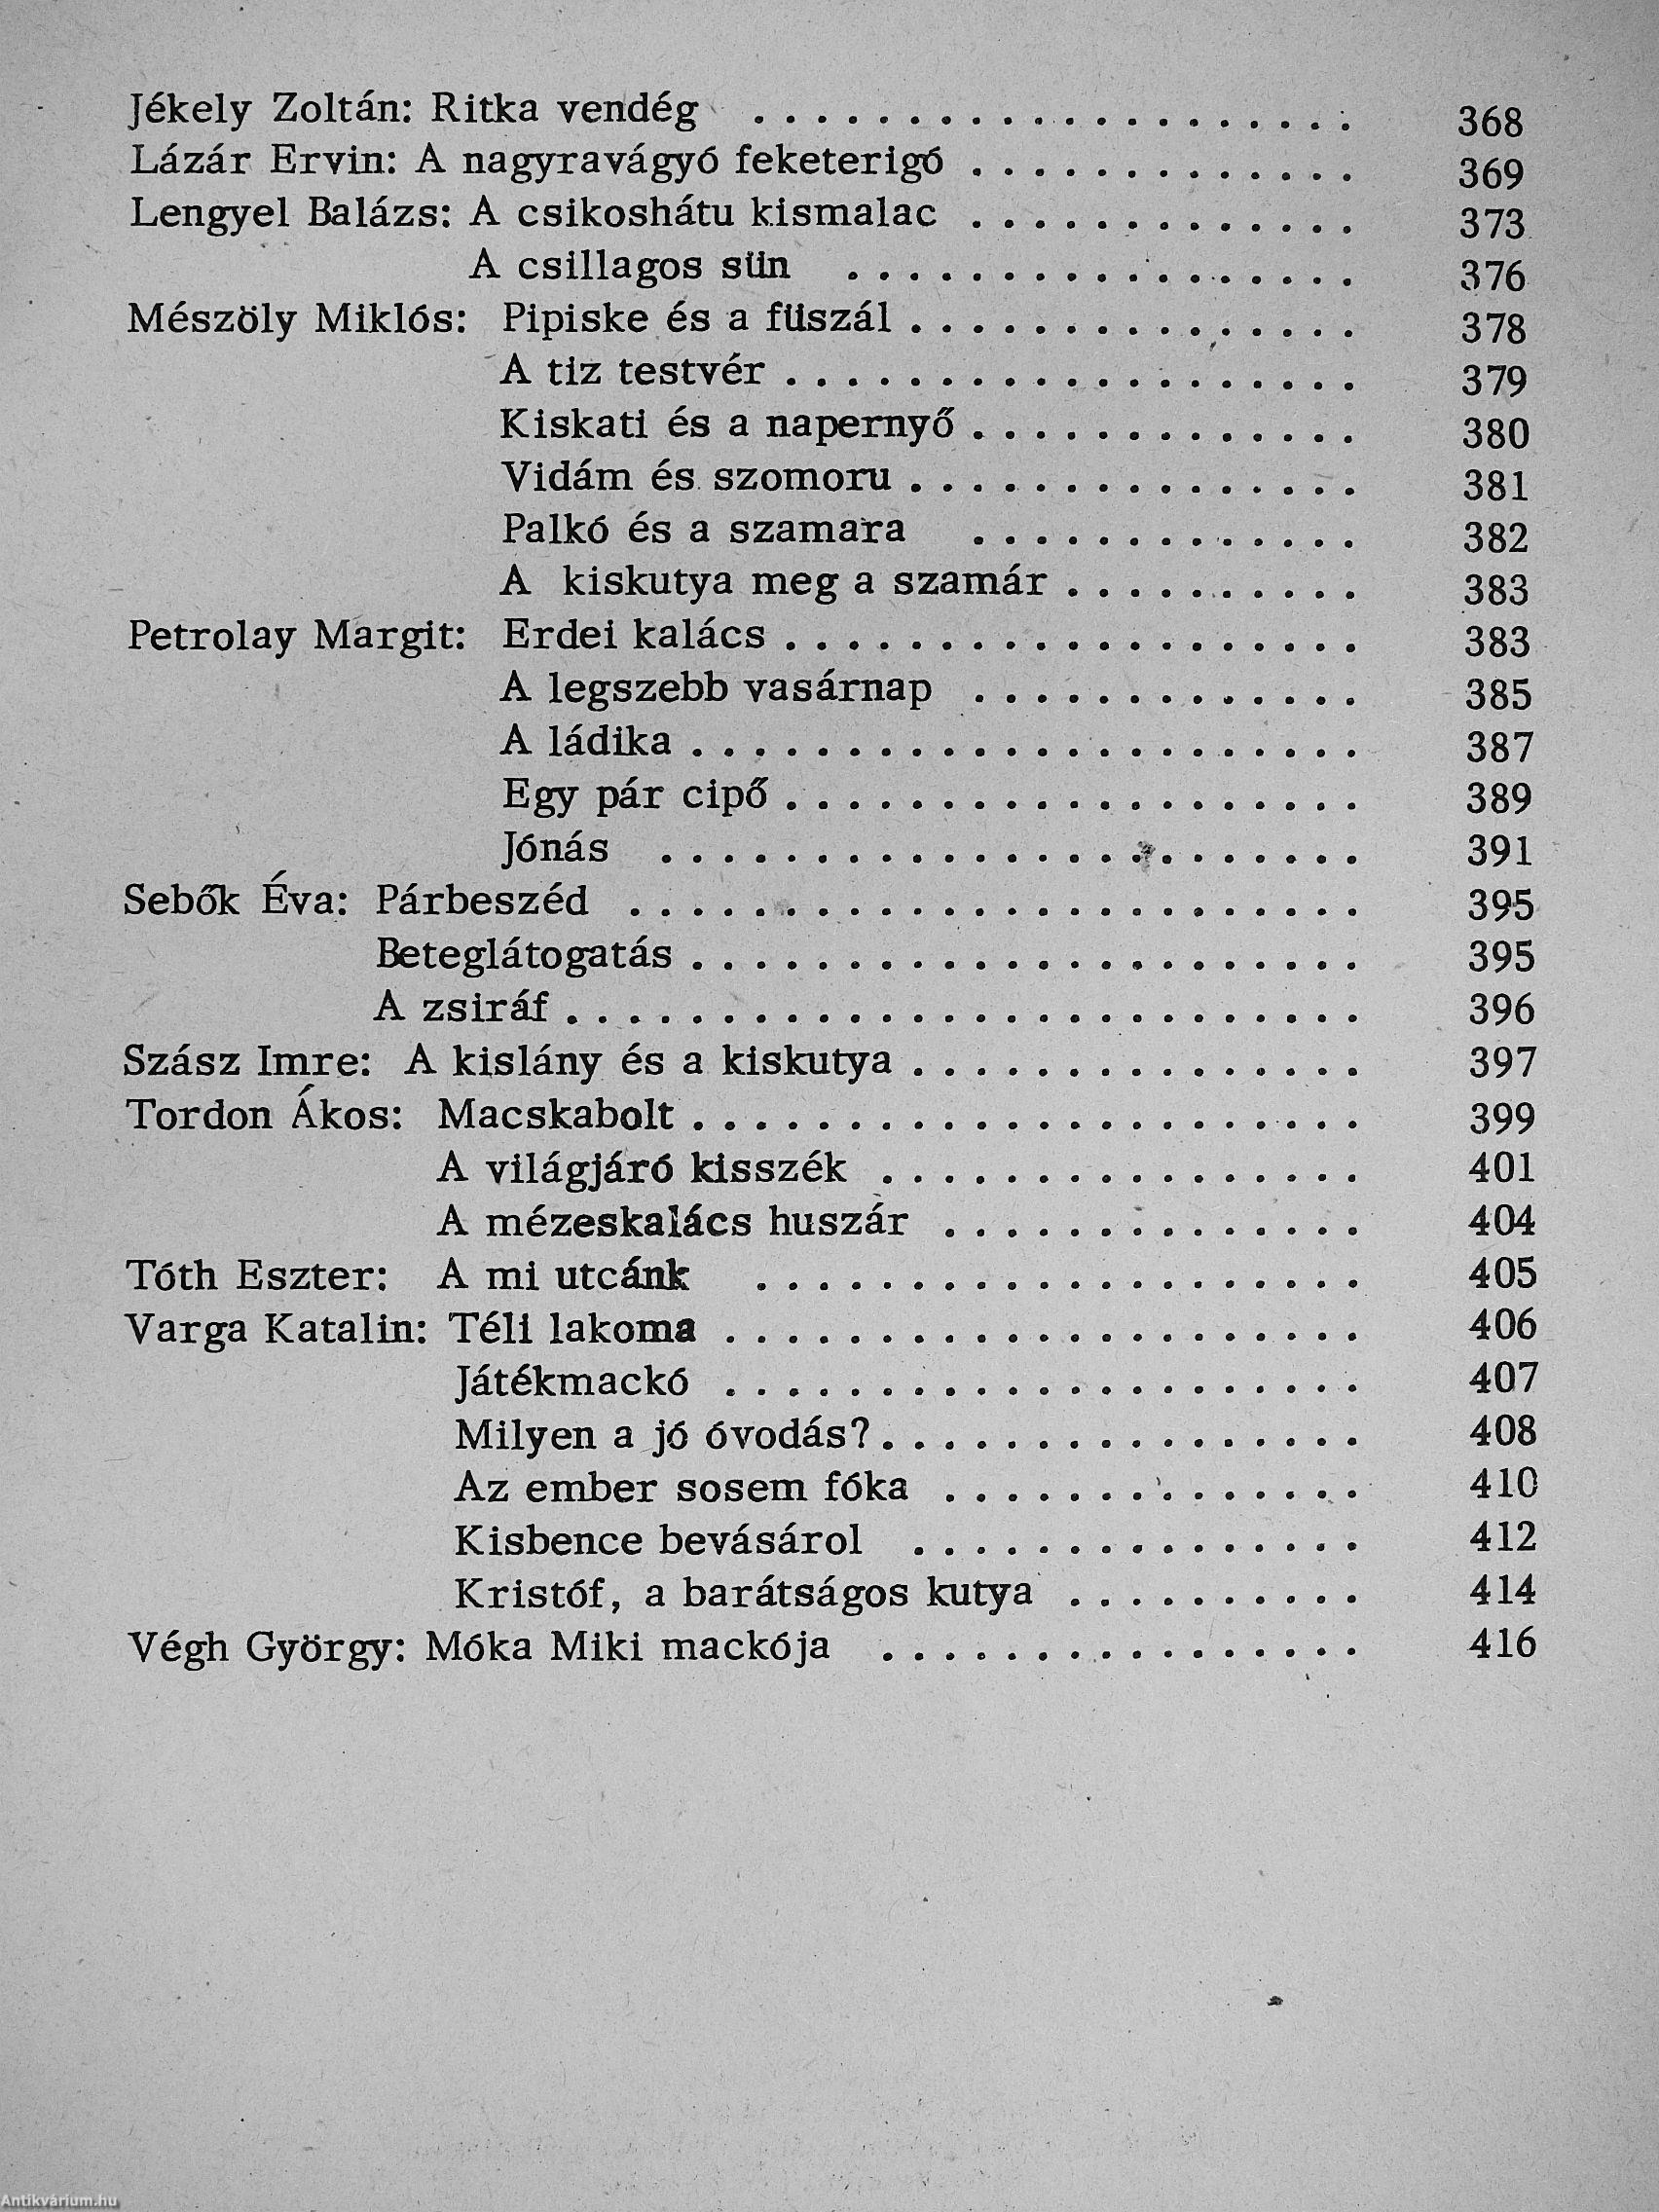 Jékely Zoltán: Ritka vendég . . . . . . . . . . . . . . . . . . . . 368
Lázár Ervin: A nagyravágyó feketerigó . . . . . . . . . . . . . 369
Lengyel Balázs: A csikoshátu kismalac . . . . . . . . . . . . . 373
A csillagos sün . . . . . . . . . . . . . . . . . 376
Mészöly Miklós: Pipiske és a füszál . . . . . . . . . . . . . . . 378
A tiz testvér . . . . . . . . . . . . . . . . . . . 379
Kiskati és a napernyő . . . . . . . . . . . . . 380
Vidám és szomoru . . . . . . . . . . . . . . . 381
Palkó és a szamara . . . . . . . . . . . . . 382
A kiskutya meg a szamár . . . . . . . . . . 383
Petrolay Margit: Erdei kalács . . . . . . . . . . . . . . . . . . . 383
A legszebb vasárnap . . . . . . . . . . . . . 385
A ládika . . . . . . . . . . . . . . . . . . . . . . 387
Egy pár cipő . . . . . . . . . . . . . . . . . . . 389
Jónás . . . . . . . . . . . . . . . . . . . . . . . 391
Sebők Éva: Párbeszéd . . . . . . . . . . . . . . . . . . . . . . . . 395
Beteglátogatás . . . . . . . . . . . . . . . . . . . . . . 395
A zsiráf . . . . . . . . . . . . . . . . . . . . . . . . . . 396
Szász Imre: A kislány és a kiskutya . . . . . . . . . . . . . . . 397
Tordon Ákos: Macskabolt . . . . . . . . . . . . . . . . . . . . . . 399
A világjáró kisszék . . . . . . . . . . . . . . . . 401
A mézeskalács huszár . . . . . . . . . . . . . . 404
Tóth Eszter: A mi utcánk . . . . . . . . . . . . . . . . . . . . 405
Varga Katalin: Téli lakoma . . . . . . . . . . . . . . . . . . . . . 406
Játékmackó . . . . . . . . . . . . . . . . . . . . . 407
Milyen a jó óvodás? . . . . . . . . . . . . . . . . 408
Az ember sosem fóka . . . . . . . . . . . . . . 410
Kisbence bevásárol . . . . . . . . . . . . . . . 412
Kristóf, a barátságos kutya . . . . . . . . . . 414
Végh György: Móka Miki mackója . . . . . . . . . . . . . . . . 416
Antikvárium.hu